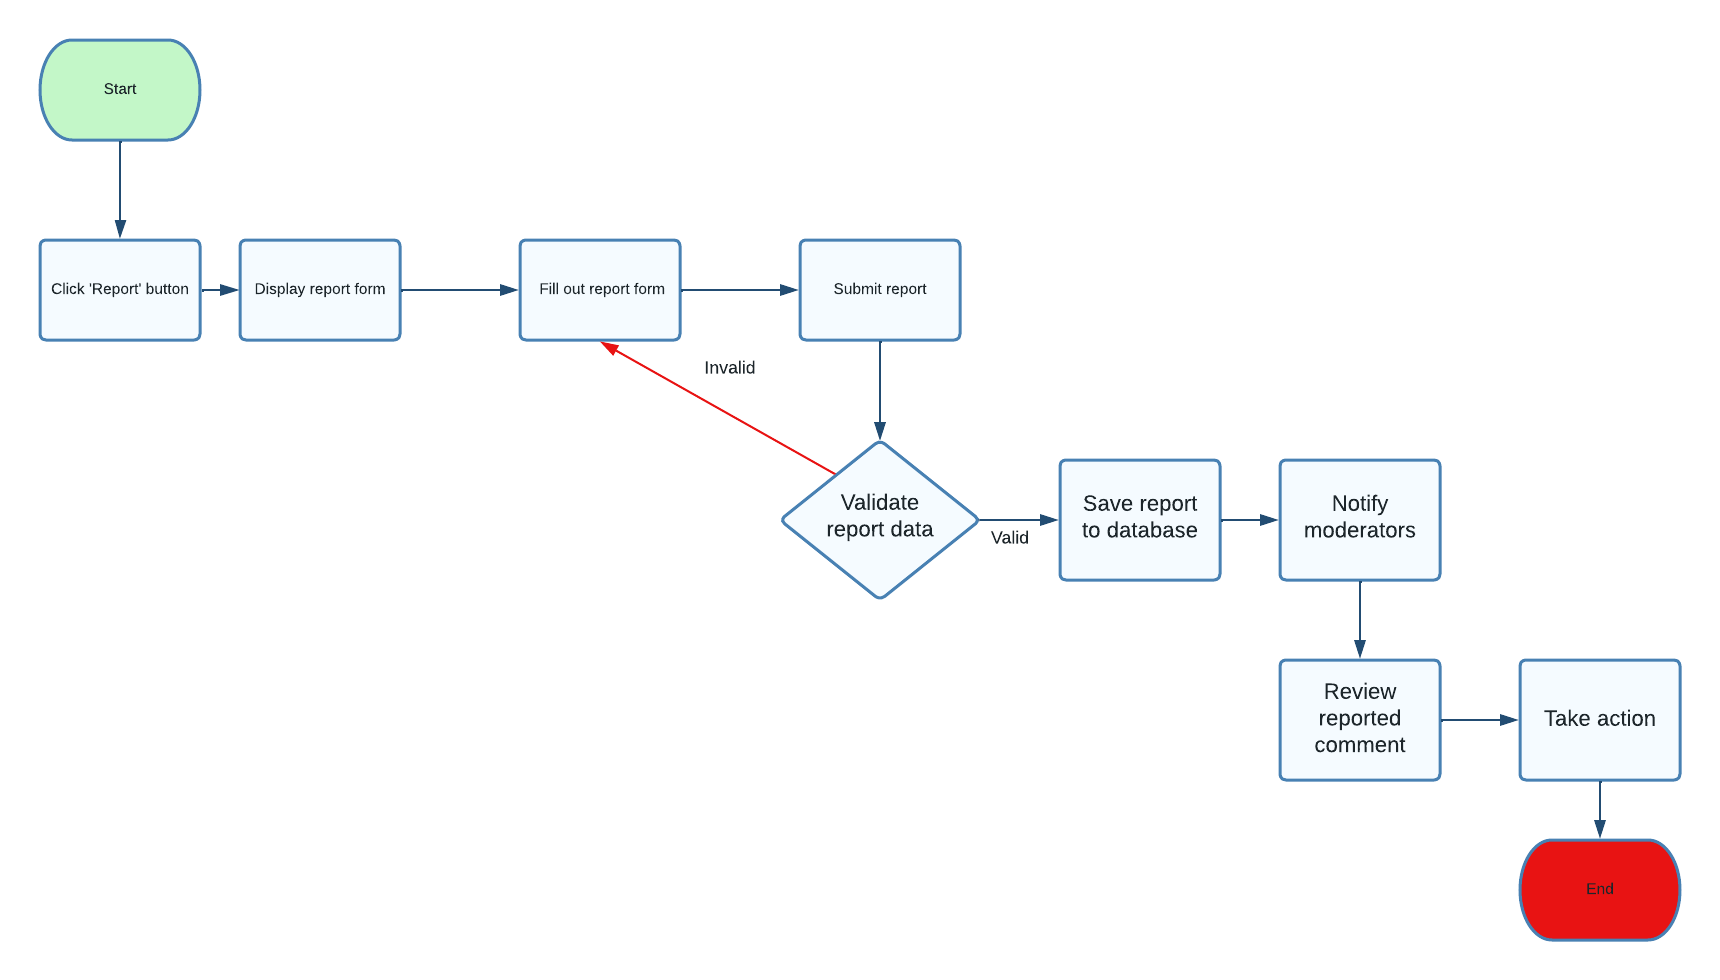 Start
Click 'Report' button
Display report form
Fill out report form
Submit report
Invalid
Validate
report data
Valid
Save report
to database
Notify
moderators
Review
reported
comment
Take action
End